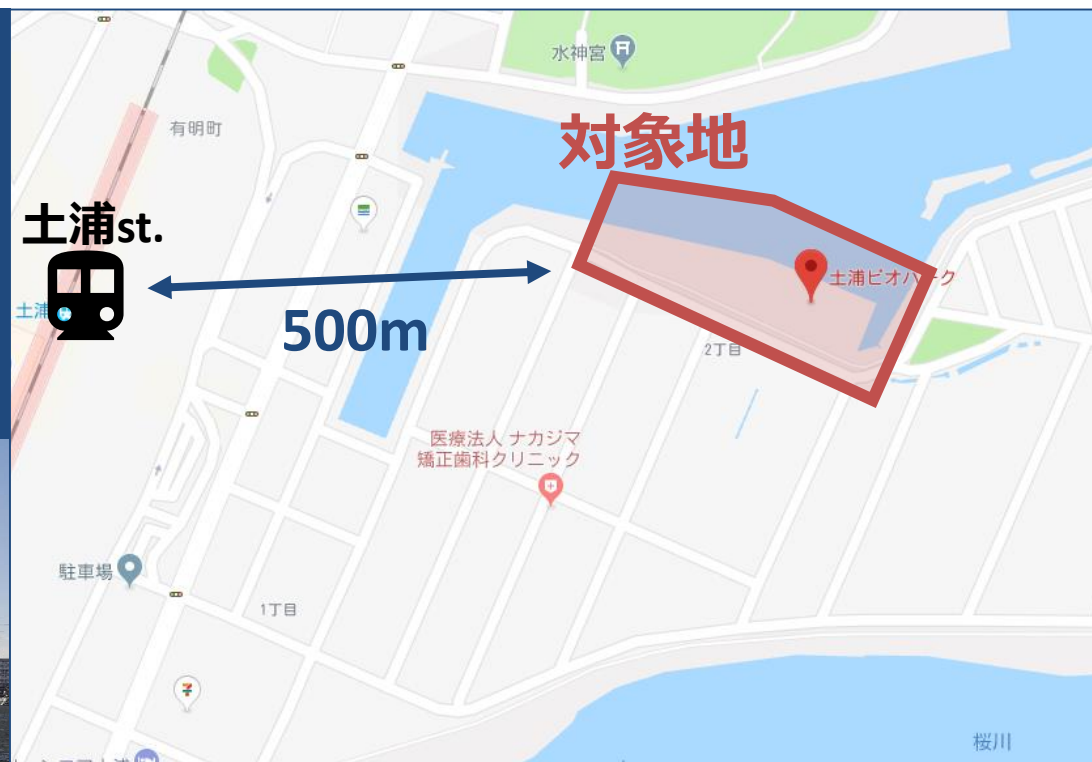 水神宮
有明町
対象地
土浦st.
土浦ビオパーク
土浦
500m
2丁目
医療法人 ナカジマ
矯正歯科クリニック
駐車場
1丁目
桜川